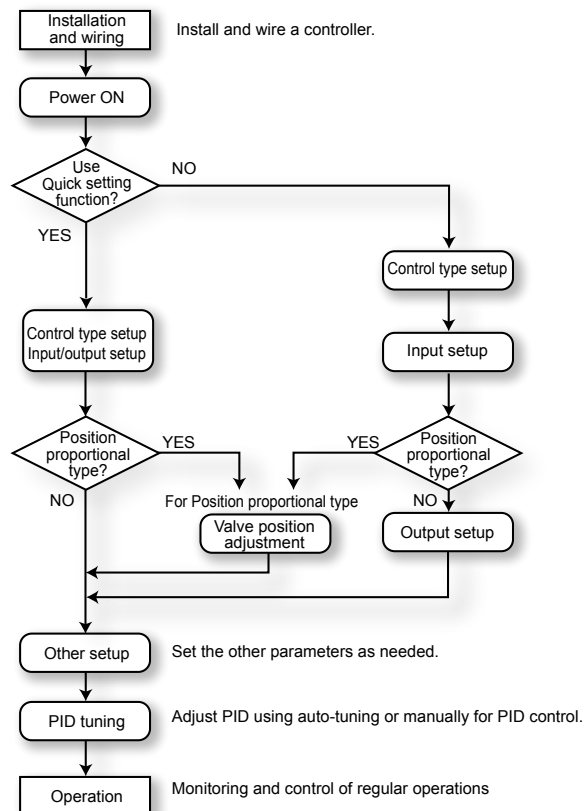 Installation
and wiring
Install and wire a controller.
Power ON
Use
Quick setting
function?
NO
YES
Control type setup
Control type setup
Input/output setup
Input setup
Position
proportional
type?
YES
YES
Position
proportional
type?
NO
For Position proportional type
NO
Valve position
adjustment
Output setup
Other setup
Set the other parameters as needed.
PID tuning
Adjust PID using auto-tuning or manually for PID control.
Operation
Monitoring and control of regular operations